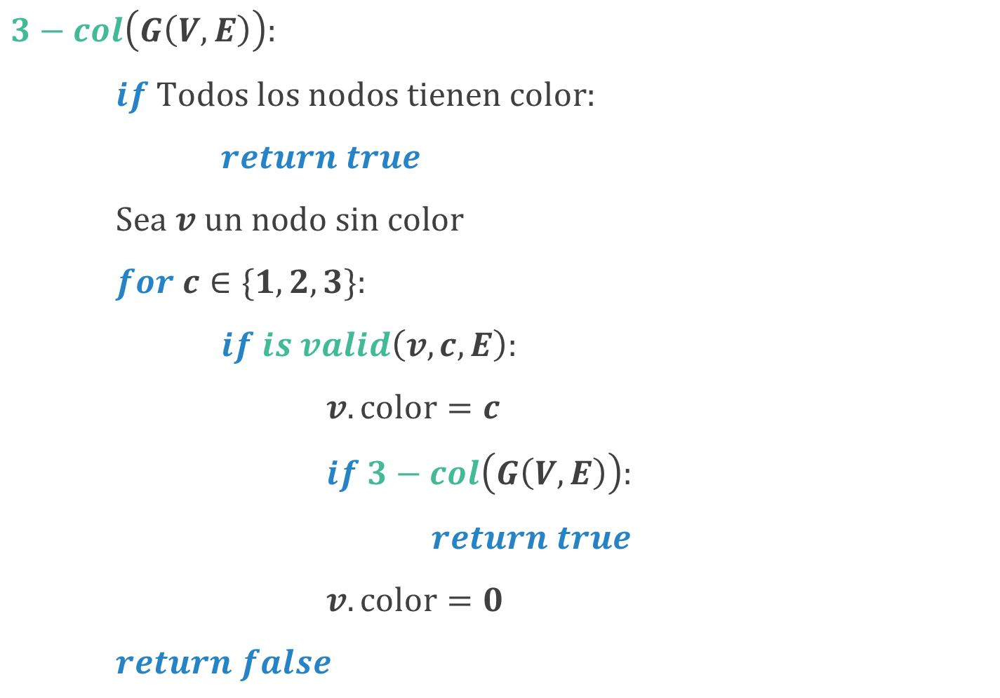 3 − col(G(V, E)):
if Todos los nodos tienen color:
return true
Sea v un nodo sin color
for c ∈ {1, 2, 3}:
if is valid(v, c, E):
v. color = c
if 3 − col(G(V, E)):
return true
v. color = 0
return false